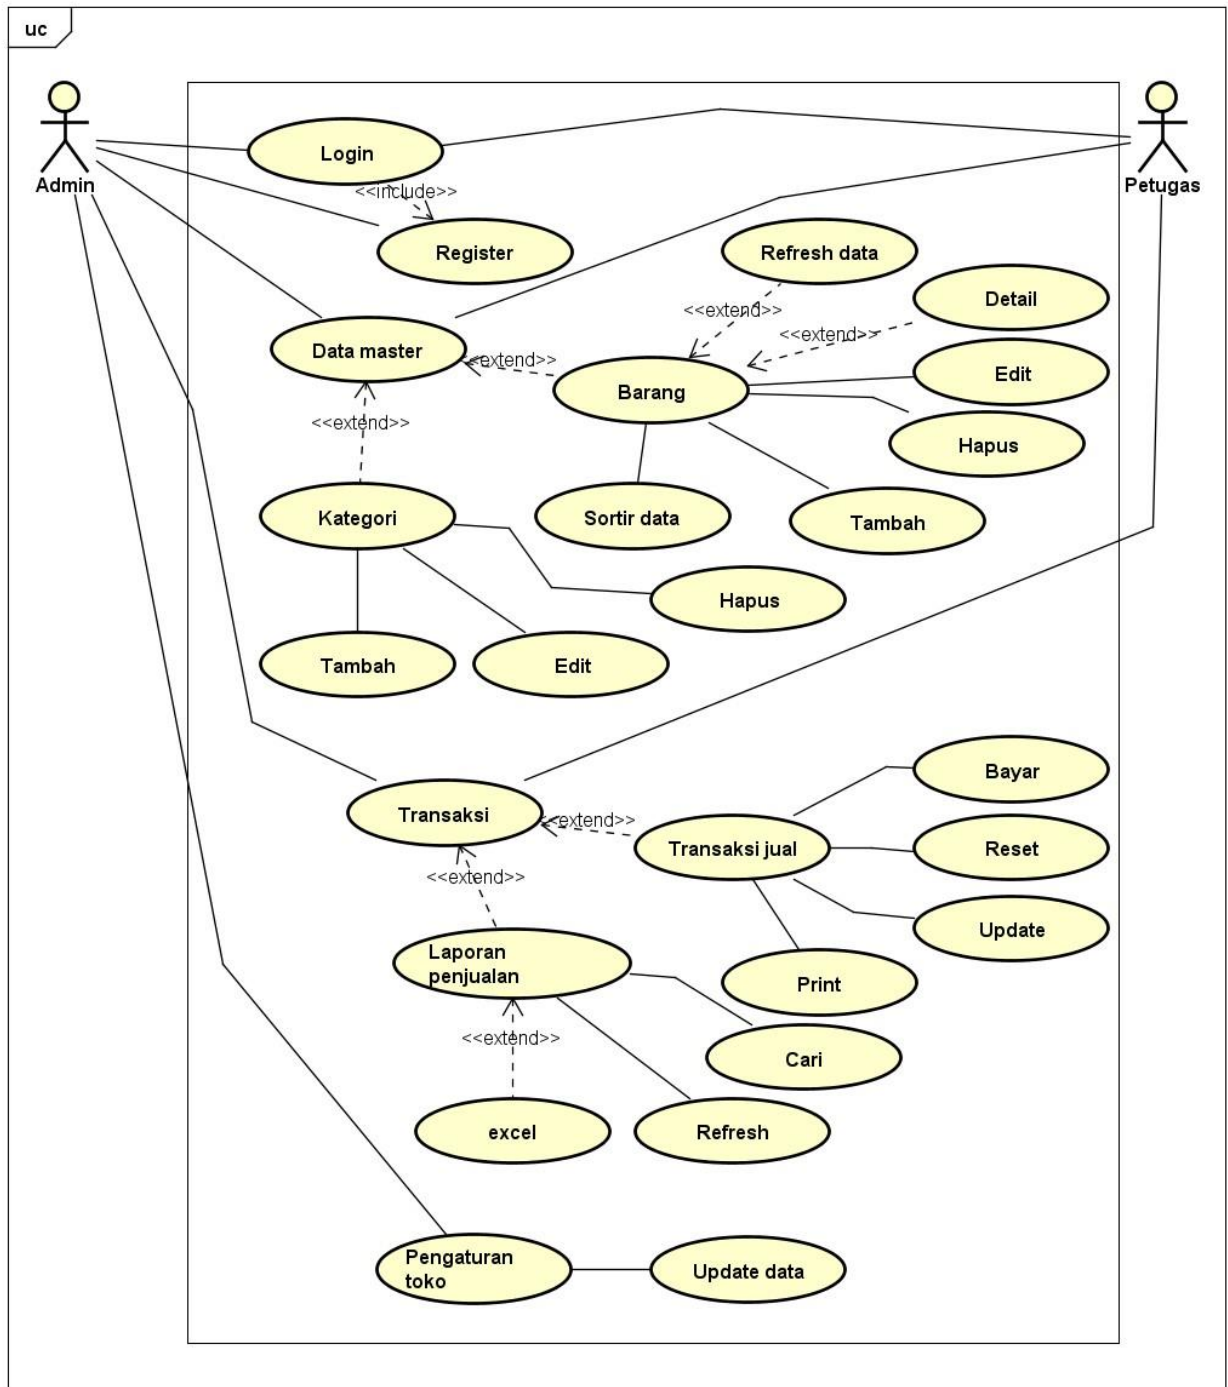 uc
Admin
Petugas
Login
<<include>>
Register
Refresh data
Detail
<<extend>>
<<extend>>
Data master
<<extend>>
Edit
Barang
<<extend>>
Hapus
Kategori
Sortir data
Tambah
Hapus
Tambah
Edit
Bayar
Transaksi
<<extend>>
Transaksi jual
Reset
<<extend>>
Update
Laporan
penjualan
Print
<<extend>>
Cari
excel
Refresh
Pengaturan
toko
Update data